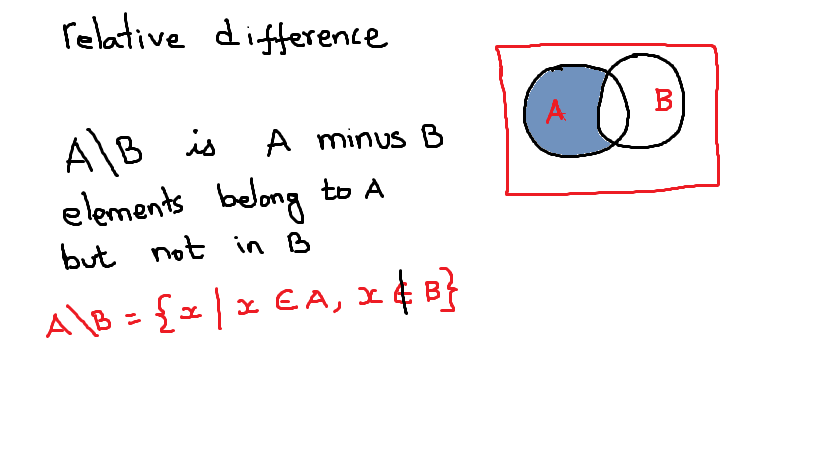 relative difference
A
B
A\B is A minus B
elements belong to A
but not in B
A\B = {x | x ∈ A, x ∉ B}